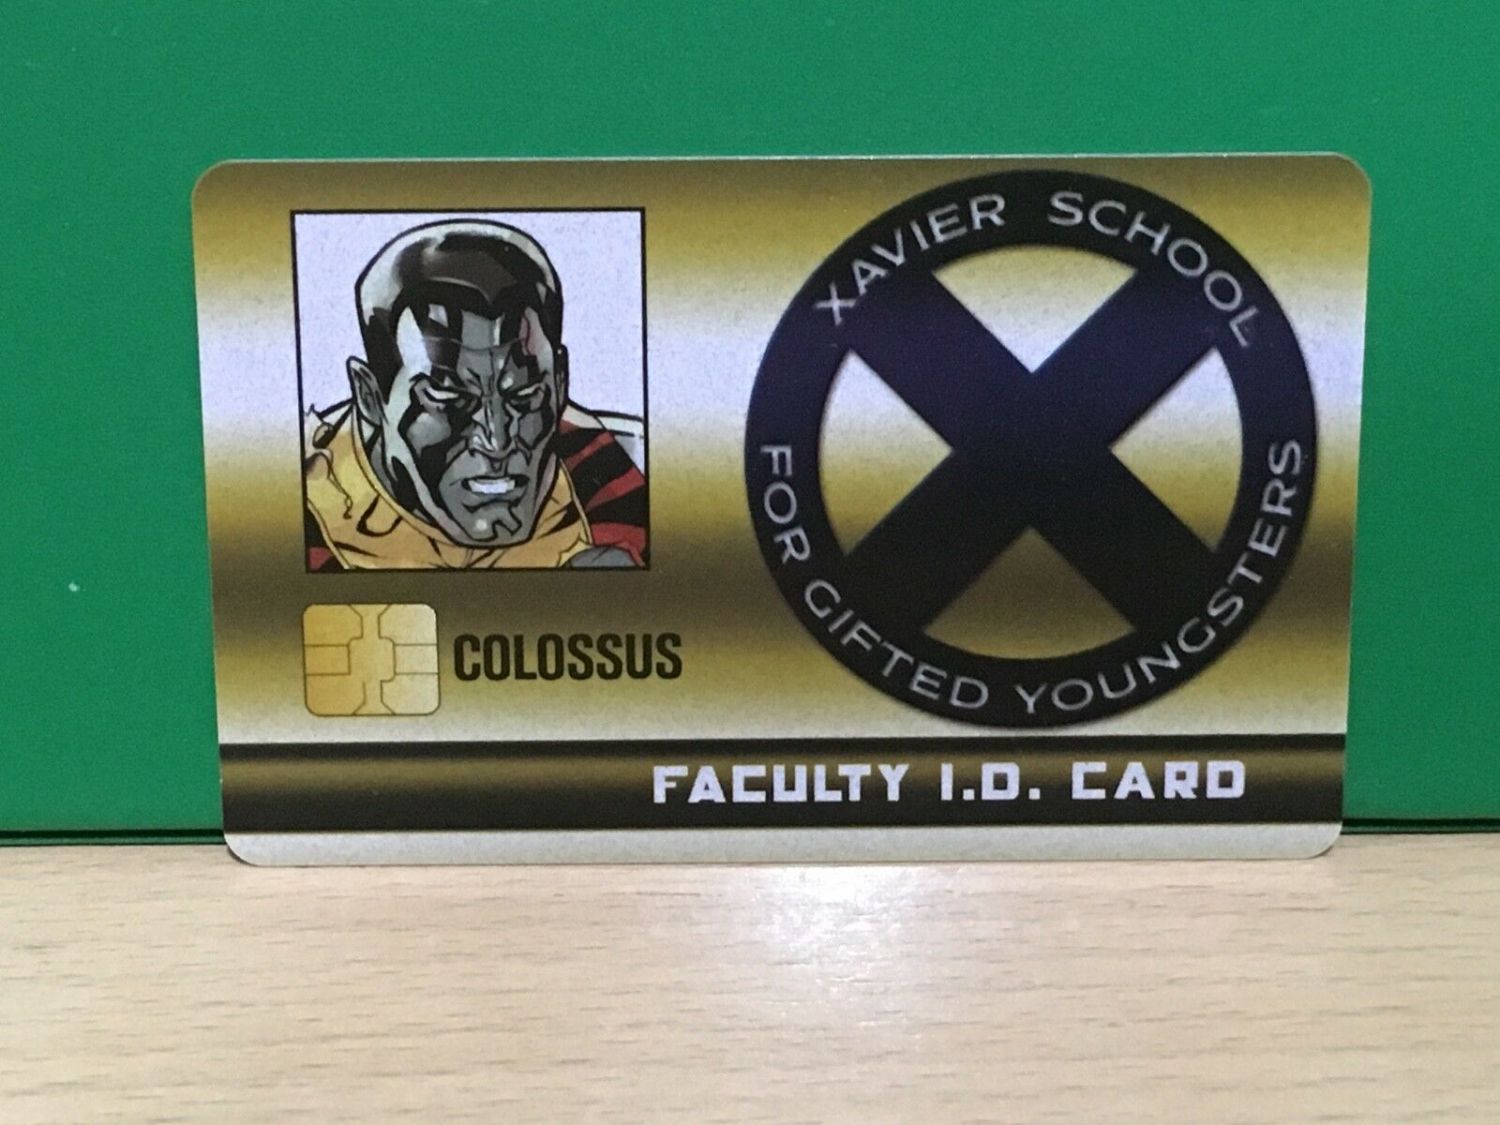 XAVIER SCHOOL
FOR GIFTED YOUNGSTERS
COLOSSUS
FACULTY I.D. CARD